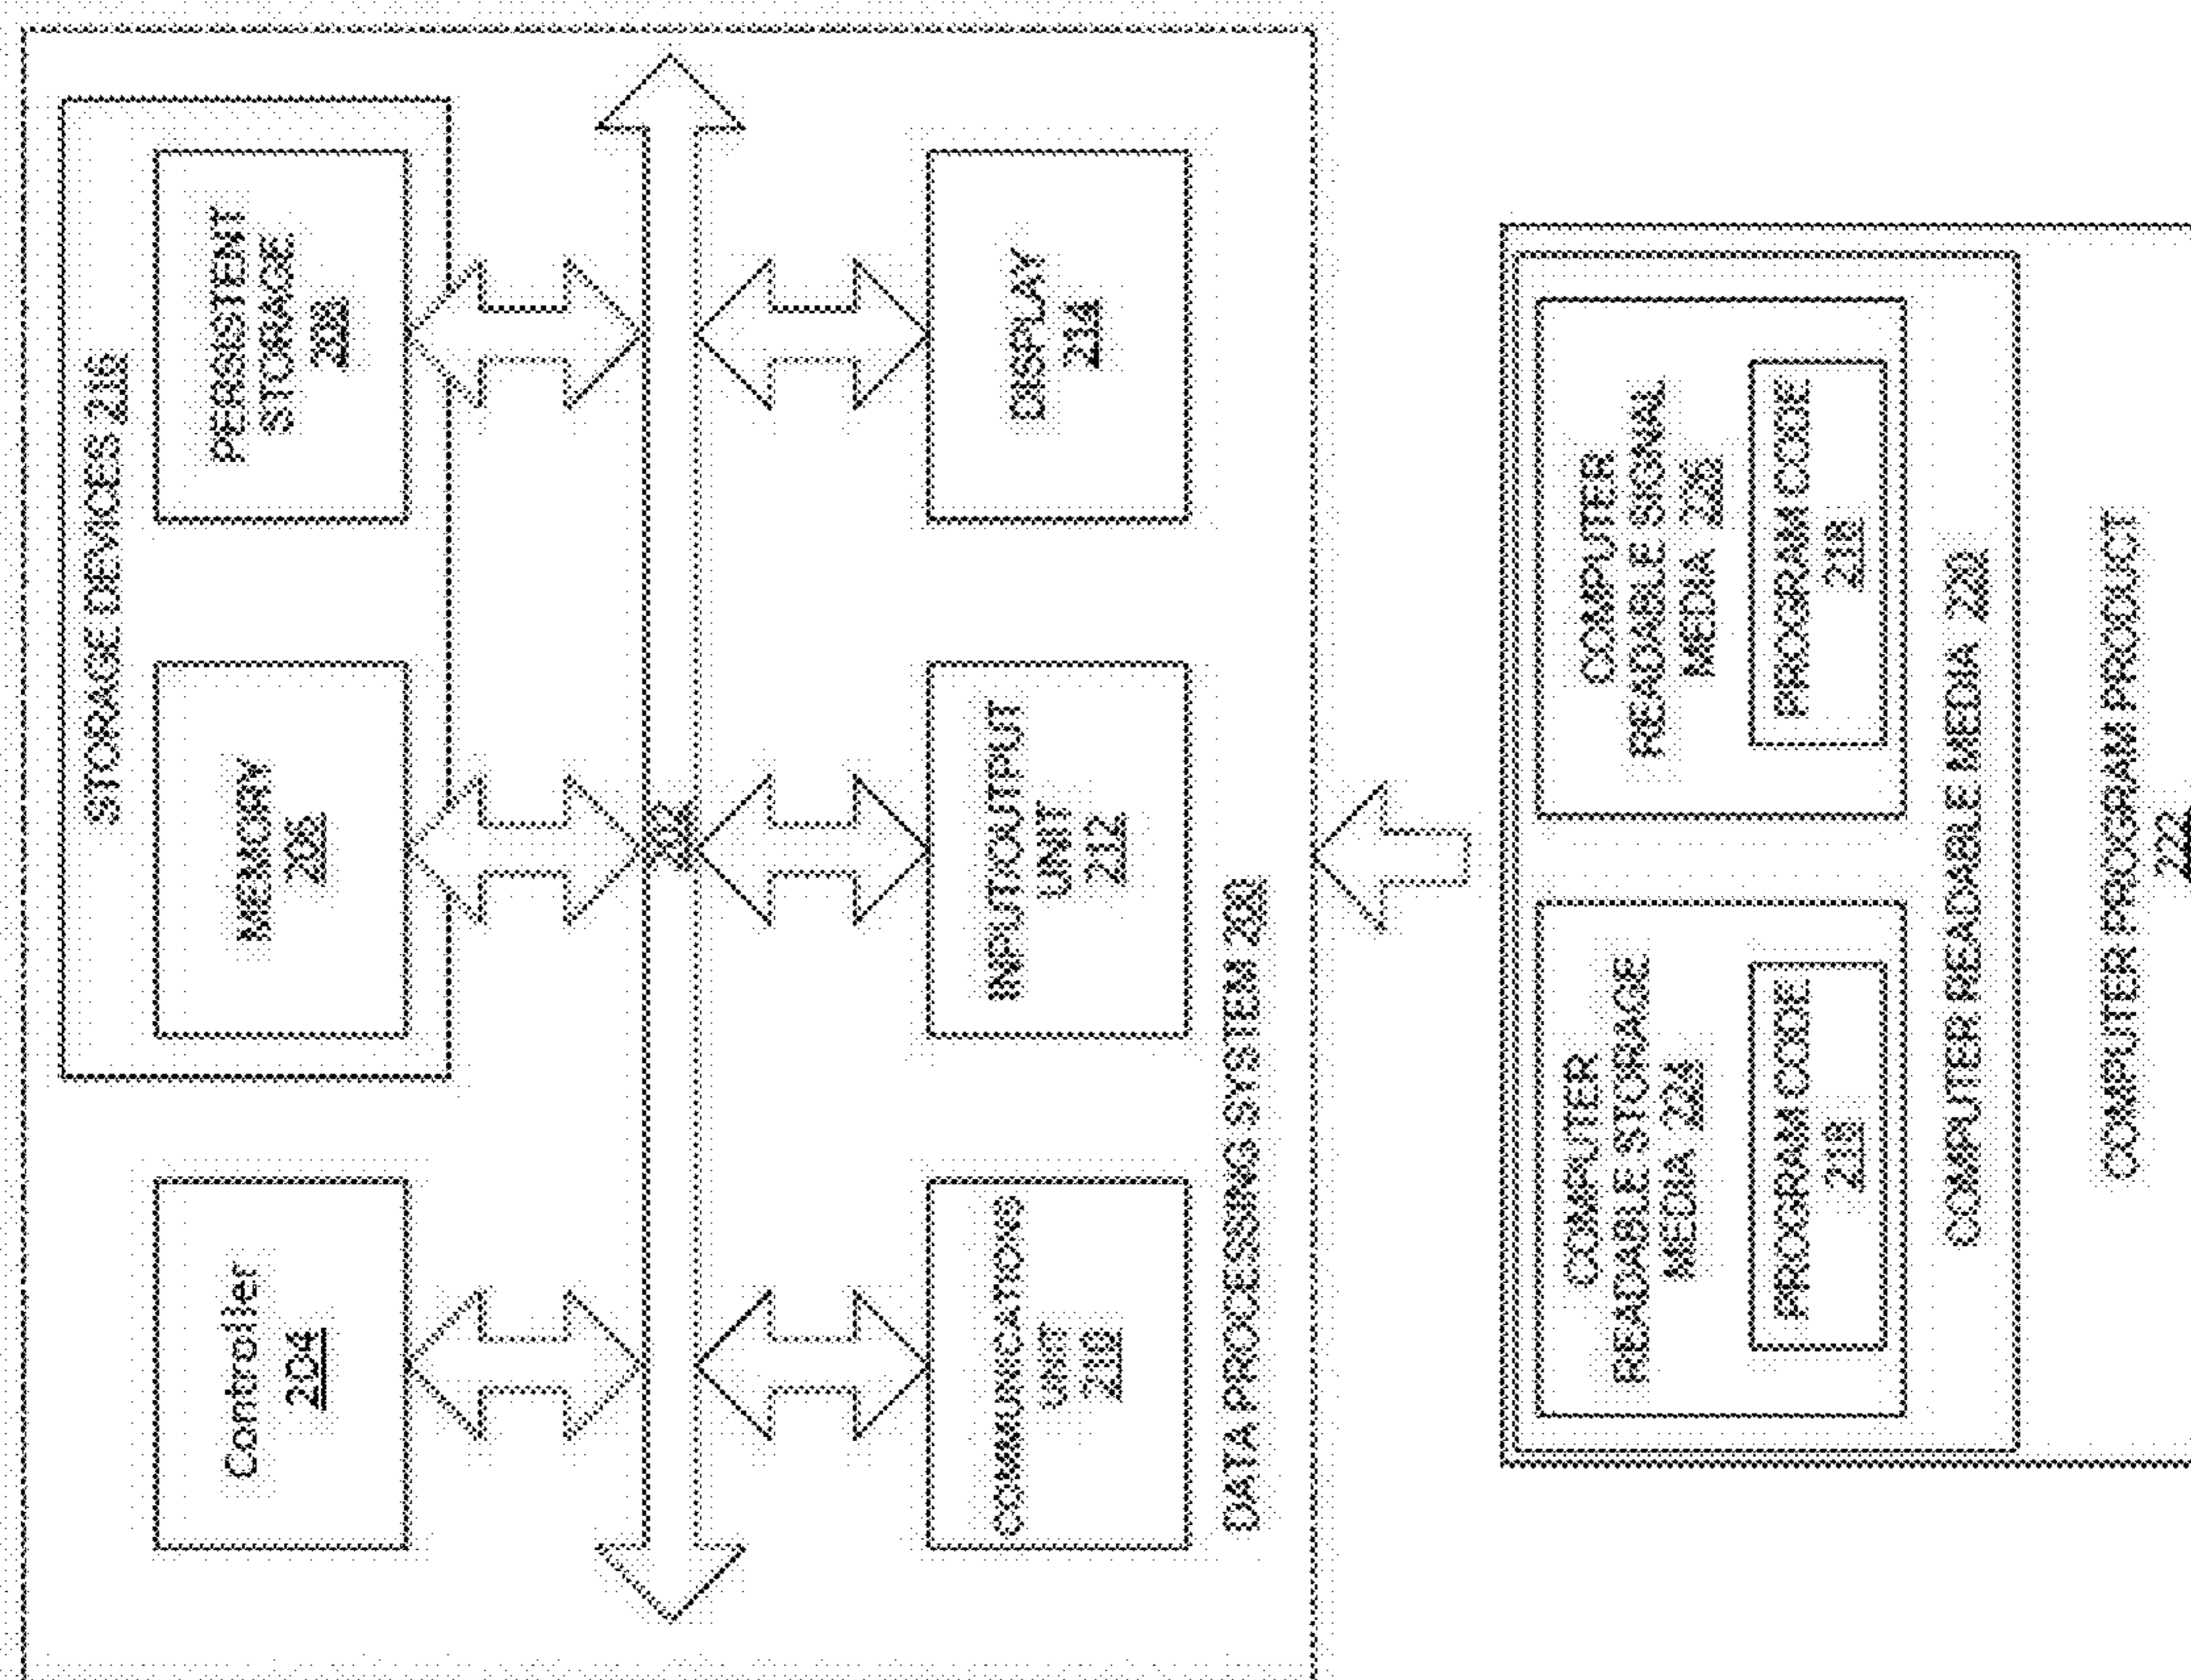 STORAGE DEVICES 216
Controller
204
MEMORY
206
PERSISTENT
STORAGE
208
202
COMMUNICATIONS
UNIT
210
INPUT/OUTPUT
UNIT
212
DISPLAY
214
DATA PROCESSING SYSTEM 200
COMPUTER
READABLE STORAGE
MEDIA 224
PROGRAM CODE
218
COMPUTER
READABLE SIGNAL
MEDIA 226
PROGRAM CODE
218
COMPUTER READABLE MEDIA 220
COMPUTER PROGRAM PRODUCT
222